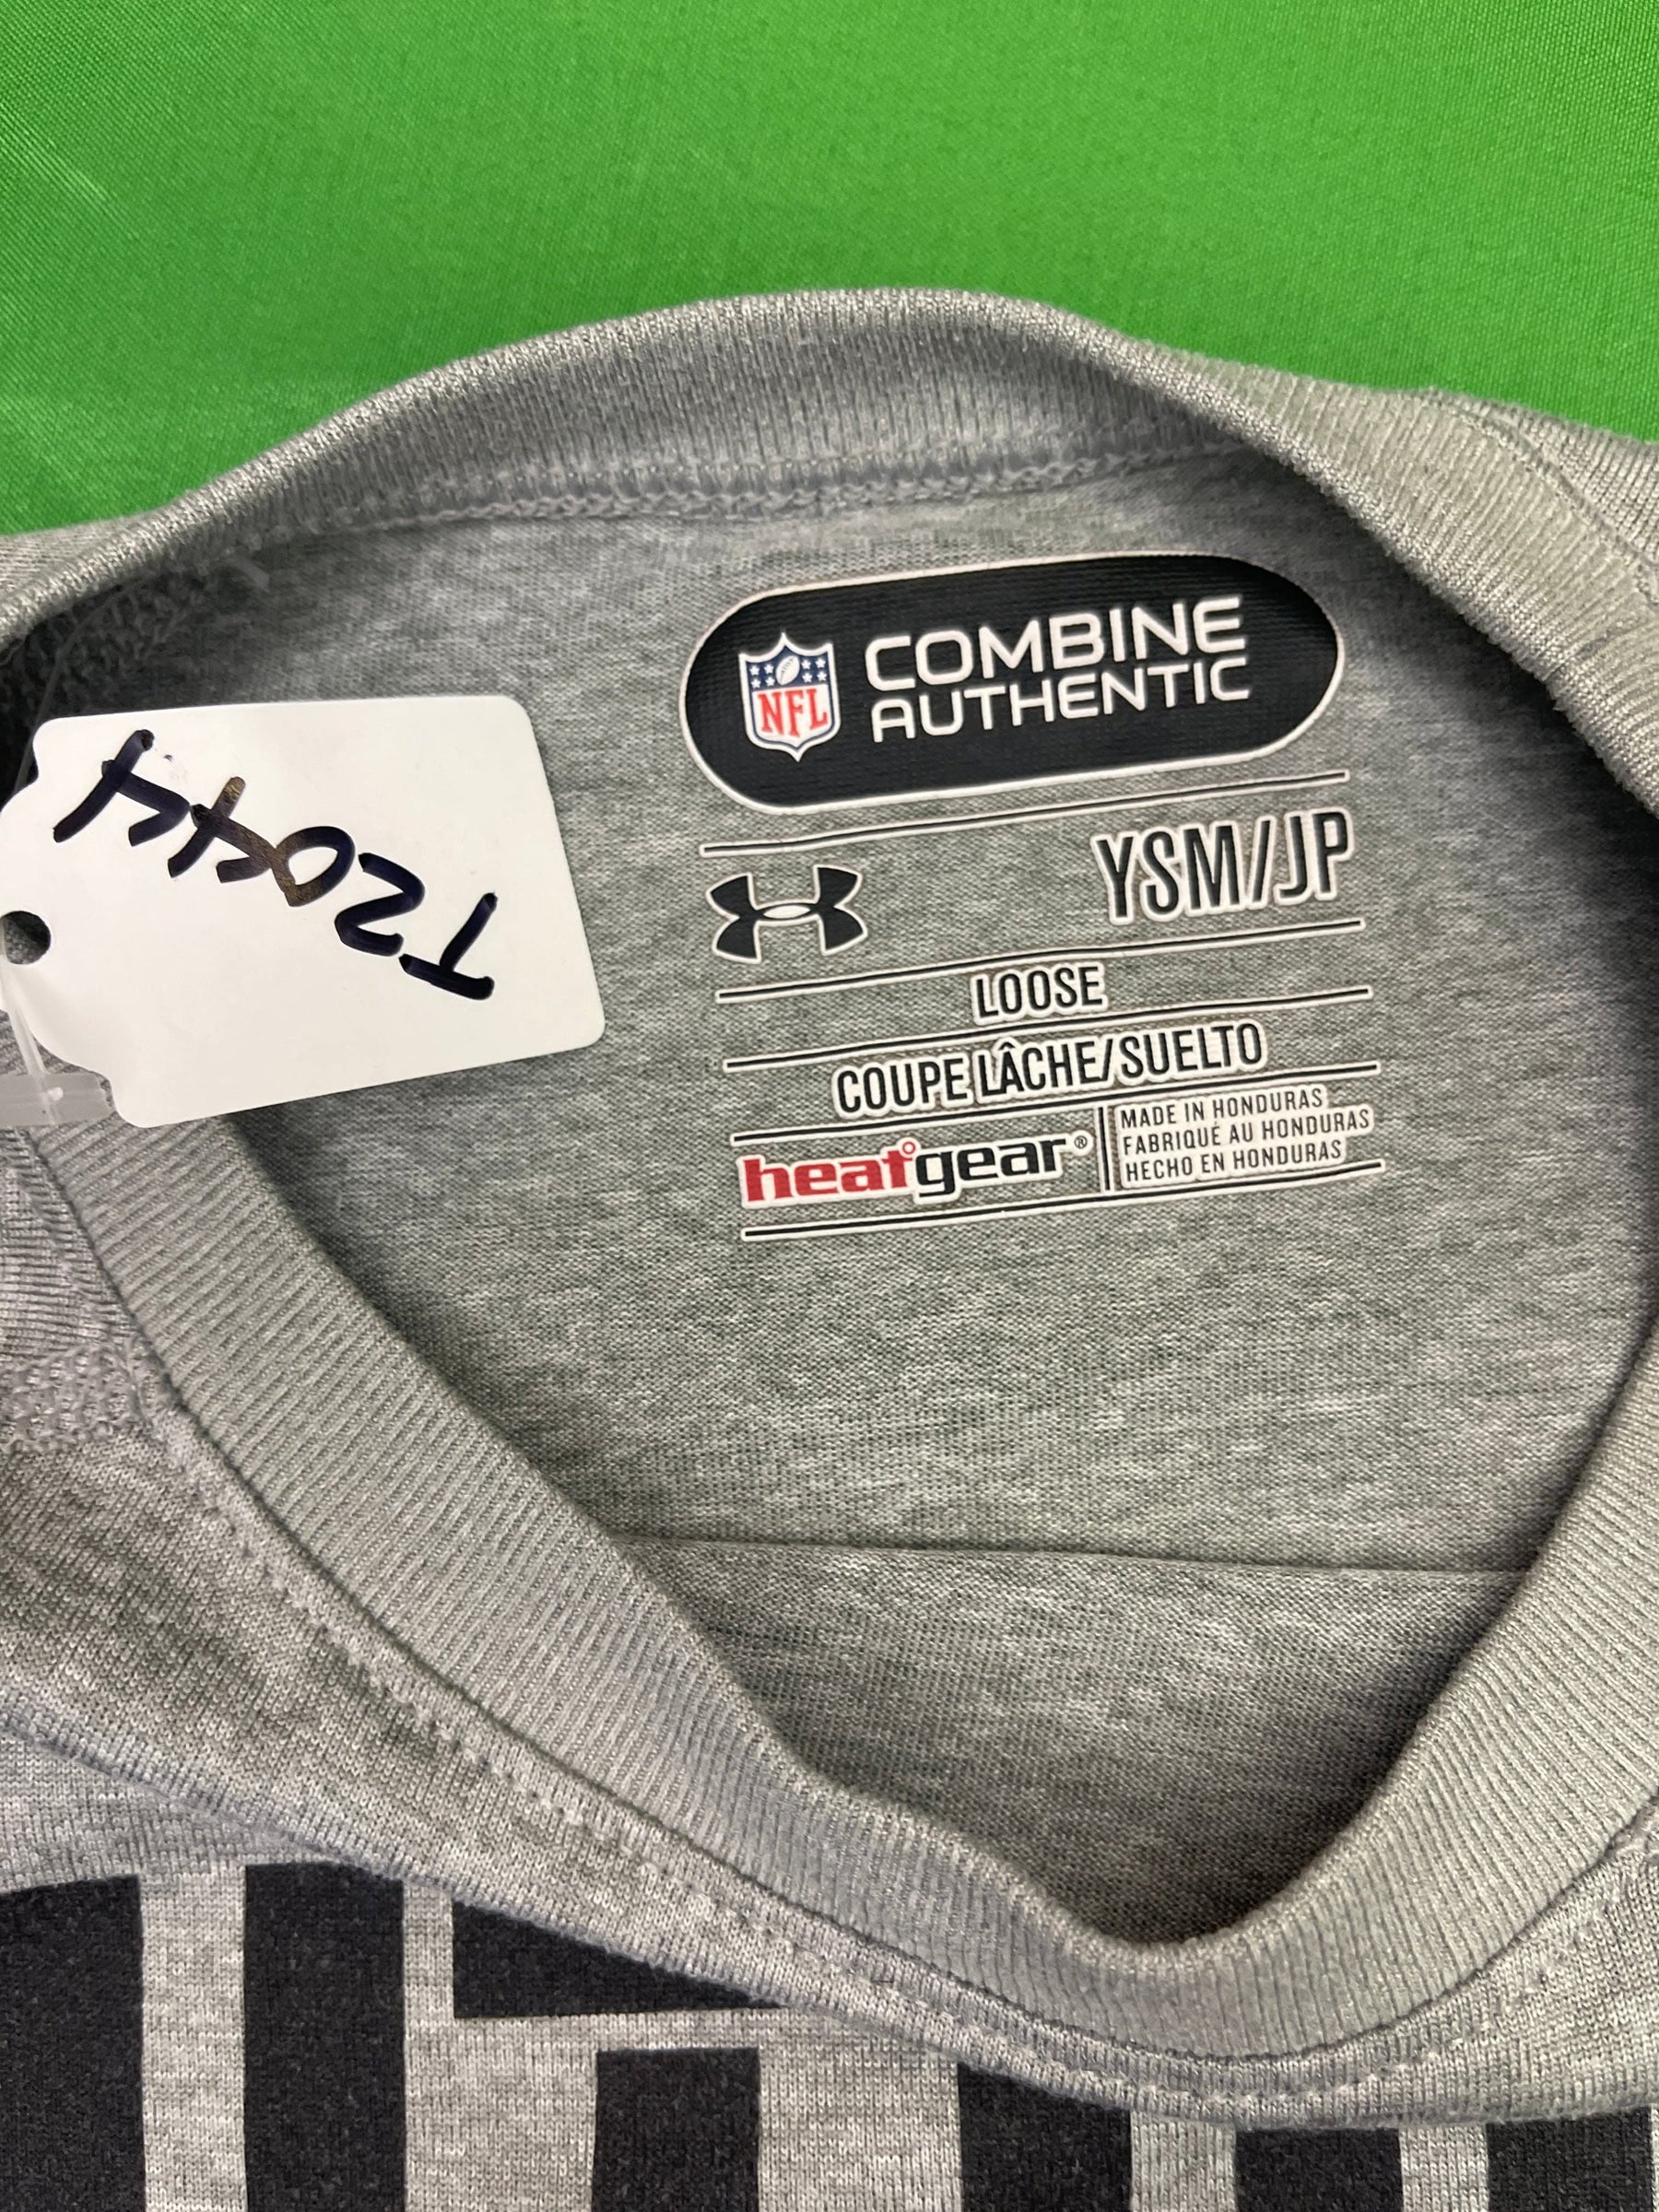 NFL
COMBINE
AUTHENTIC
YSM/JP
LOOSE
COUPE LÂCHE/SUELTO
heatgear®
MADE IN HONDURAS
FABRIQUÉ AU HONDURAS
HECHO EN HONDURAS